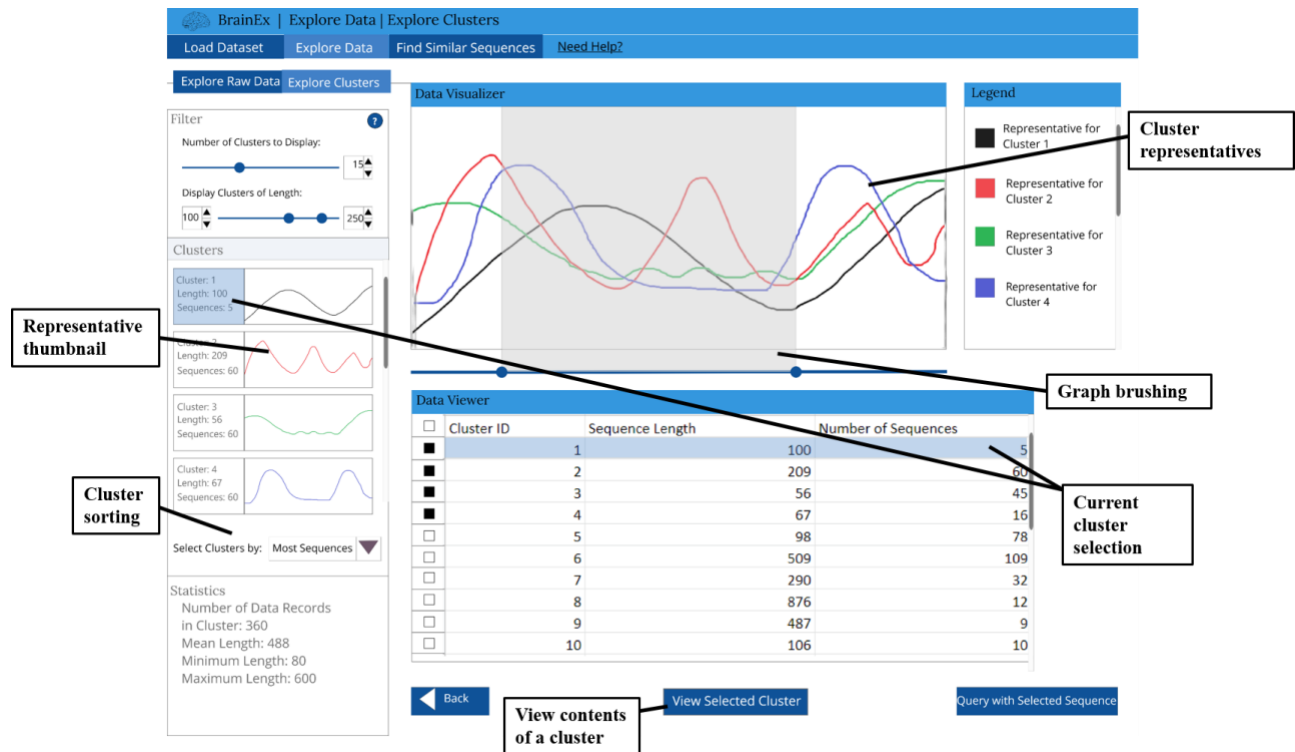 BrainEx | Explore Data | Explore Clusters
Load Dataset Explore Data Find Similar Sequences Need Help?
Explore Raw Data Explore Clusters
Filter ?
Number of Clusters to Display:
15
Display Clusters of Length:
100 250
Clusters
Cluster: 1
Length: 100
Sequences: 5
Cluster: 2
Length: 209
Sequences: 60
Cluster: 3
Length: 56
Sequences: 60
Cluster: 4
Length: 67
Sequences: 60
Select Clusters by: Most Sequences
Statistics
Number of Data Records
in Cluster: 360
Mean Length: 488
Minimum Length: 80
Maximum Length: 600
Representative
thumbnail
Cluster
sorting
Data Visualizer
Legend
Representative for
Cluster 1
Representative for
Cluster 2
Representative for
Cluster 3
Representative for
Cluster 4
Cluster
representatives
Graph brushing
Data Viewer
Cluster ID Sequence Length Number of Sequences
1 100 5
2 209 60
3 56 45
4 67 16
5 98 78
6 509 109
7 290 32
8 876 12
9 487 9
10 106 10
Current
cluster
selection
Back View Selected Cluster Query with Selected Sequence
View contents
of a cluster